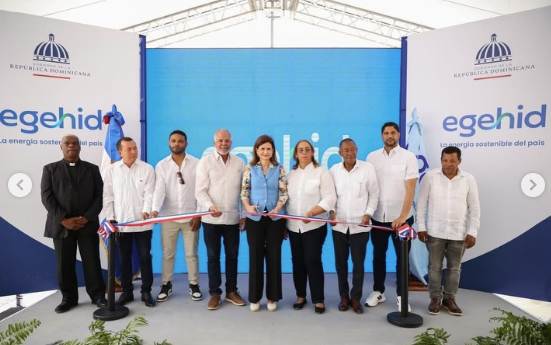 GOBIERNO DE LA
REPÚBLICA DOMINICANA
egehid
La energía sostenible del país
egehid
GOBIERNO DE LA
REPÚBLICA DOMINICANA
egehid
La energía sostenible del país